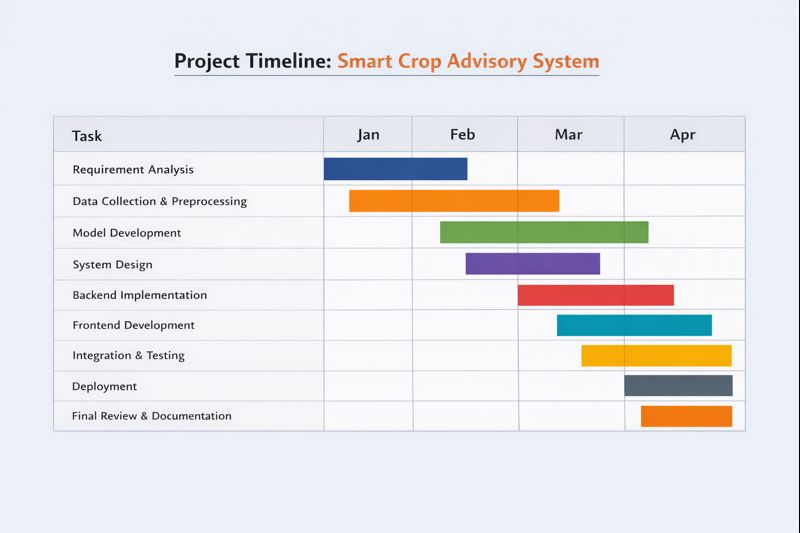 Project Timeline: Smart Crop Advisory System
Task Jan Feb Mar Apr
Requirement Analysis
Data Collection & Preprocessing
Model Development
System Design
Backend Implementation
Frontend Development
Integration & Testing
Deployment
Final Review & Documentation